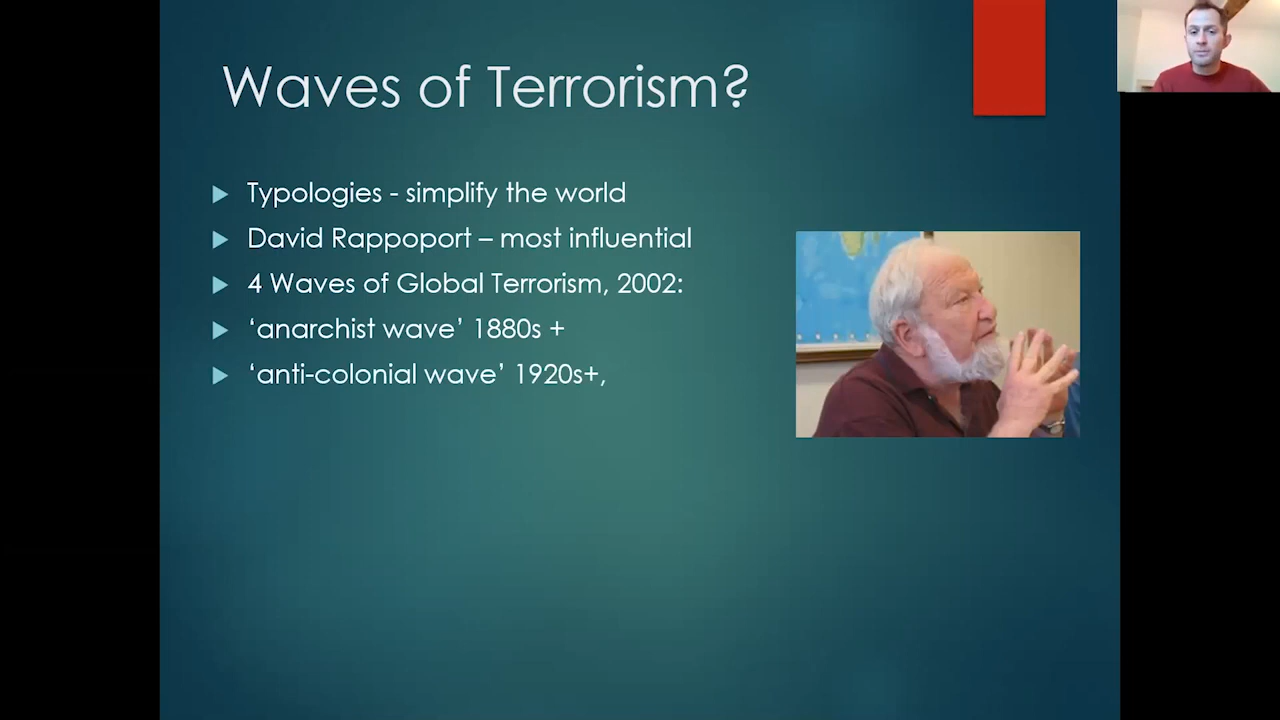 Waves of Terrorism?
Typologies - simplify the world
David Rappoport – most influential
4 Waves of Global Terrorism, 2002:
‘anarchist wave’ 1880s +
‘anti-colonial wave’ 1920s+,